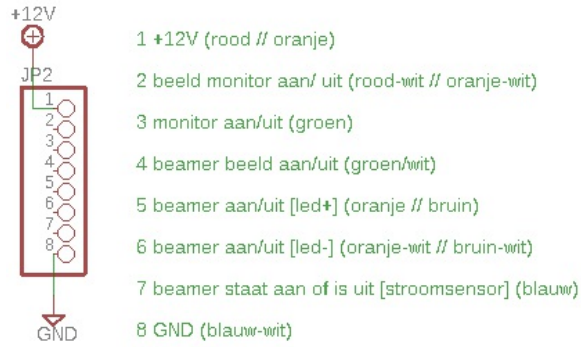 +12V
JP2
1
2
3
4
5
6
7
8
GND
1 +12V (rood // oranje)
2 beeld monitor aan/ uit (rood-wit // oranje-wit)
3 monitor aan/uit (groen)
4 beamer beeld aan/uit (groen/wit)
5 beamer aan/uit [led+] (oranje // bruin)
6 beamer aan/uit [led-] (oranje-wit // bruin-wit)
7 beamer staat aan of is uit [stroomsensor] (blauw)
8 GND (blauw-wit)